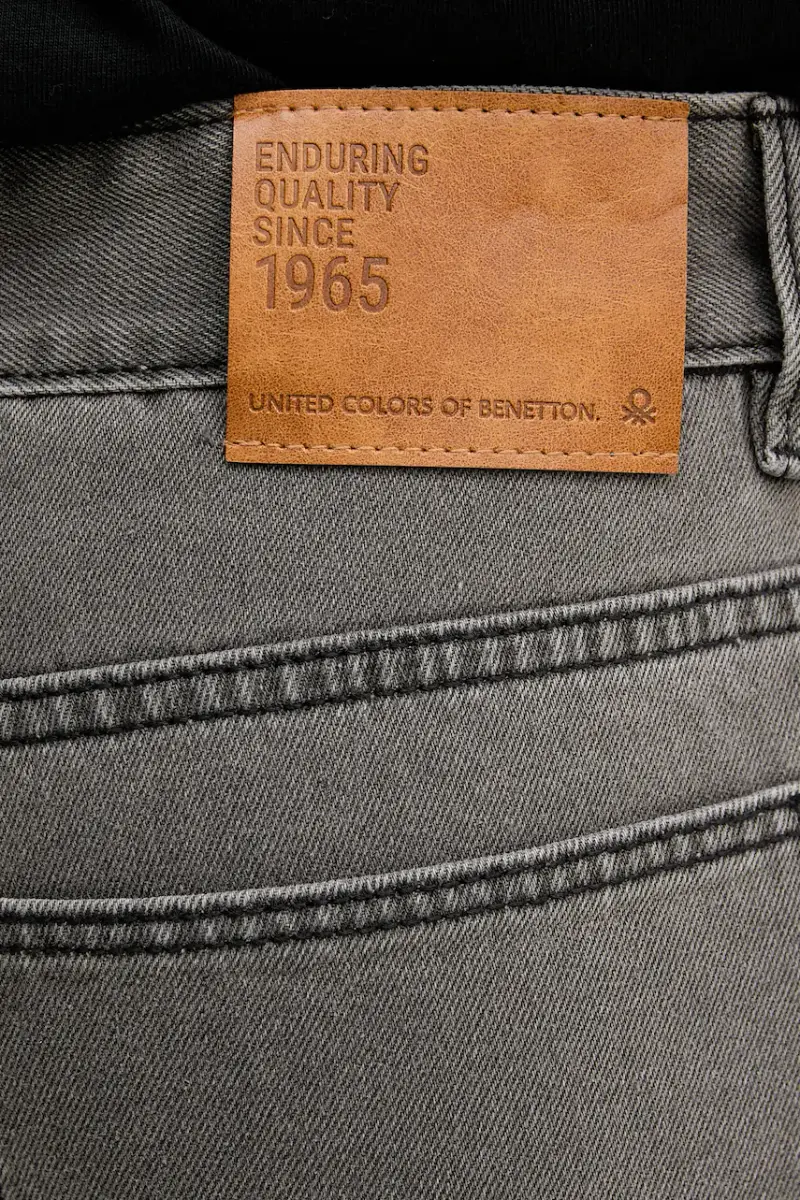 ENDURING
QUALITY
SINCE
1965
UNITED COLORS OF BENETTON.